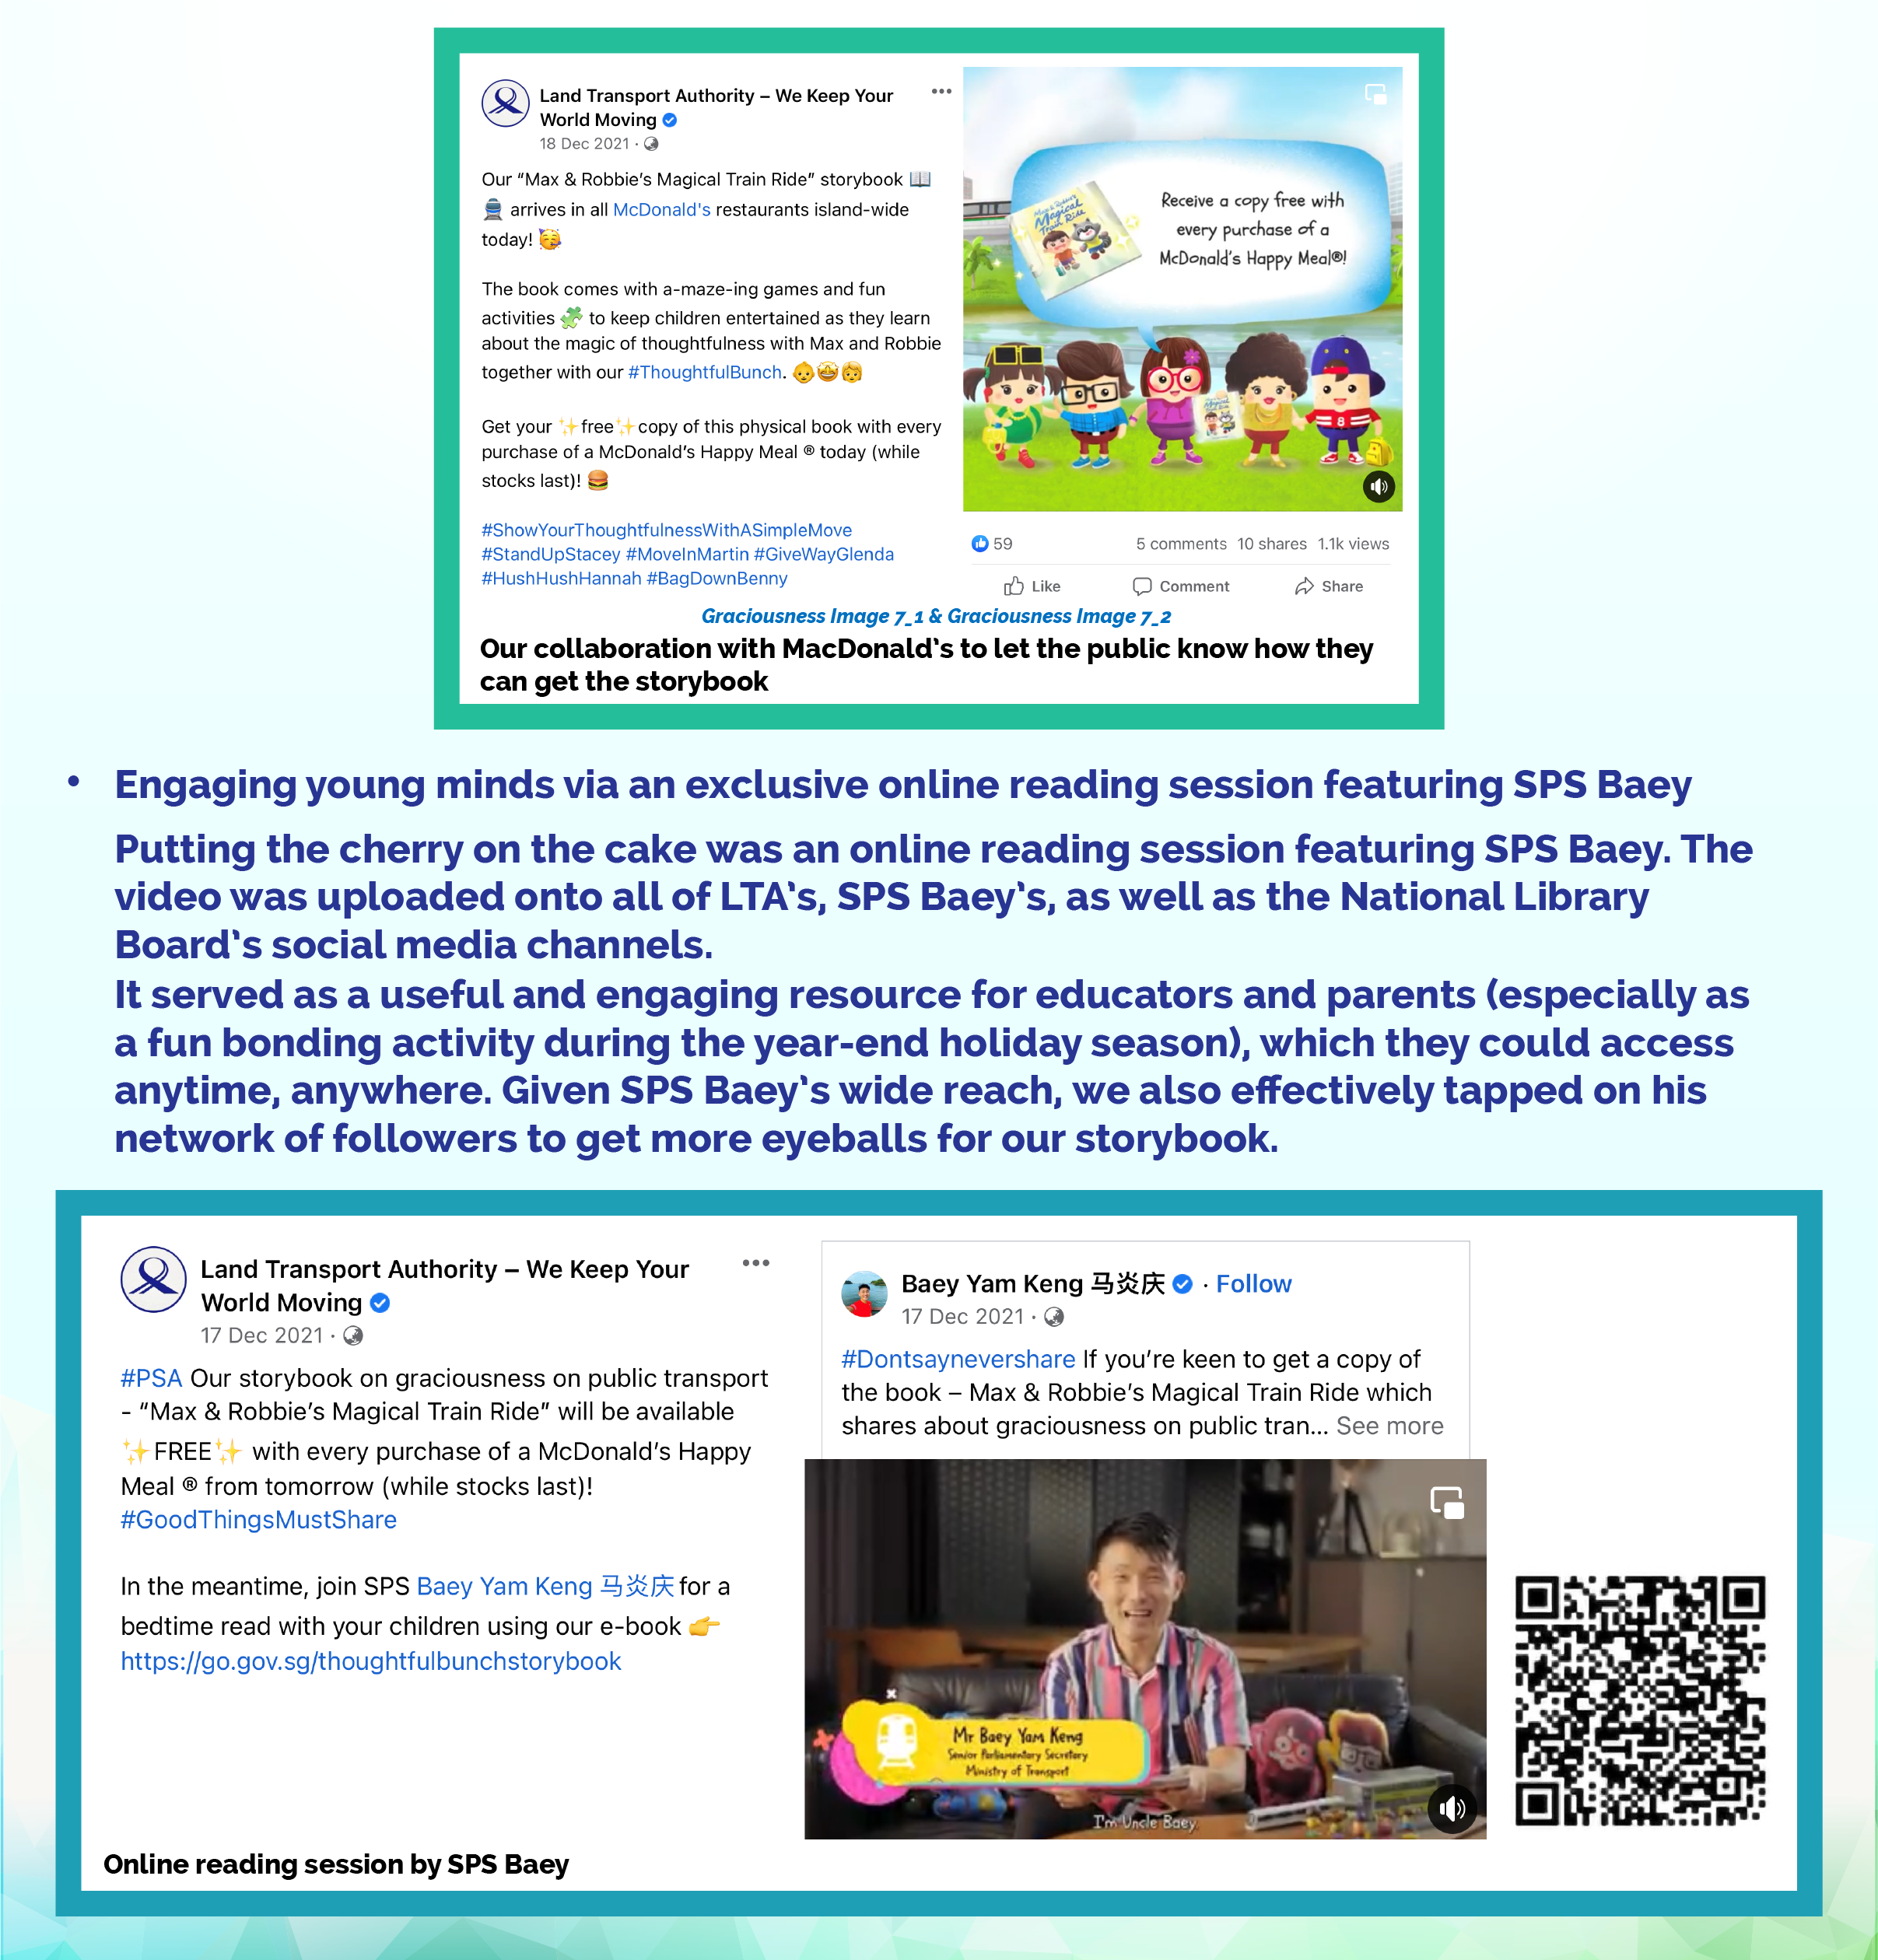 Land Transport Authority – We Keep Your
World Moving
18 Dec 2021 ·
Our “Max & Robbie’s Magical Train Ride” storybook 📖
🚆 arrives in all McDonald's restaurants island-wide
today! 🥳
The book comes with a-maze-ing games and fun
activities 🧩 to keep children entertained as they learn
about the magic of thoughtfulness with Max and Robbie
together with our #ThoughtfulBunch. 👶🤩👧
Get your ✨free✨copy of this physical book with every
purchase of a McDonald’s Happy Meal ® today (while
stocks last)! 🍔
#ShowYourThoughtfulnessWithASimpleMove
#StandUpStacey #MoveInMartin #GiveWayGlenda
#HushHushHannah #BagDownBenny
Max & Robbie's
Magical
Train Ride
Receive a copy free with
every purchase of a
McDonald's Happy Meal®!
Magical
8
59
5 comments 10 shares 1.1k views
Like Comment Share
Graciousness Image 7_1 & Graciousness Image 7_2
Our collaboration with MacDonald's to let the public know how they
can get the storybook
• Engaging young minds via an exclusive online reading session featuring SPS Baey
Putting the cherry on the cake was an online reading session featuring SPS Baey. The
video was uploaded onto all of LTA's, SPS Baey's, as well as the National Library
Board's social media channels.
It served as a useful and engaging resource for educators and parents (especially as
a fun bonding activity during the year-end holiday season), which they could access
anytime, anywhere. Given SPS Baey's wide reach, we also effectively tapped on his
network of followers to get more eyeballs for our storybook.
Land Transport Authority – We Keep Your
World Moving
17 Dec 2021 ·
#PSA Our storybook on graciousness on public transport
- “Max & Robbie’s Magical Train Ride” will be available
✨FREE✨ with every purchase of a McDonald’s Happy
Meal ® from tomorrow (while stocks last)!
#GoodThingsMustShare
In the meantime, join SPS Baey Yam Keng 马炎庆 for a
bedtime read with your children using our e-book 👉
https://go.gov.sg/thoughtfulbunchstorybook
Baey Yam Keng 马炎庆 · Follow
17 Dec 2021 ·
#Dontsaynevershare If you’re keen to get a copy of
the book – Max & Robbie’s Magical Train Ride which
shares about graciousness on public tran... See more
Mr Baey Yam Keng
Senior Parliamentary Secretary
Ministry of Transport
I'm Uncle Baey.
Online reading session by SPS Baey